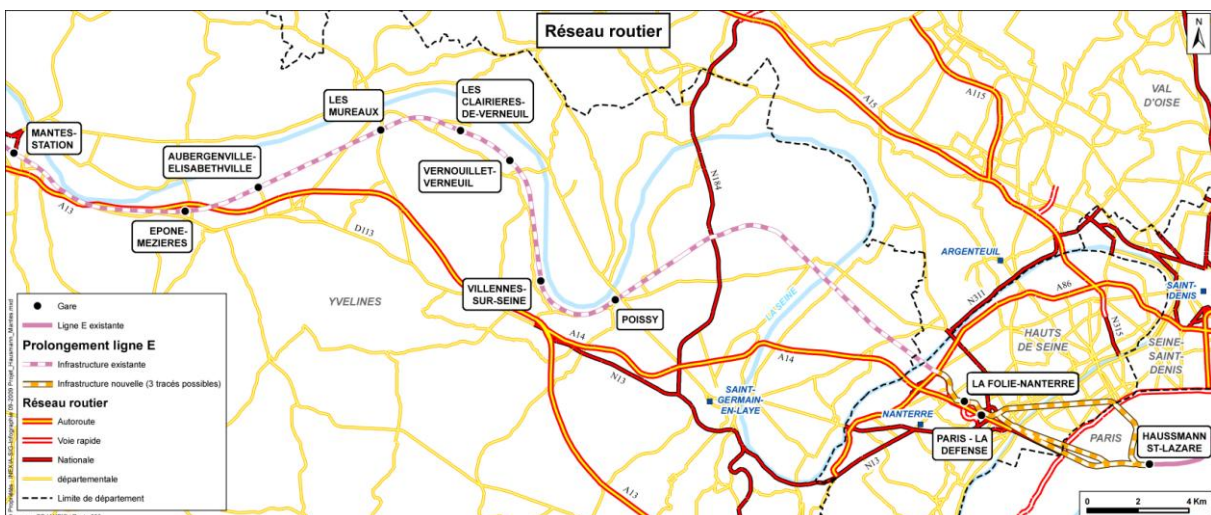 Réseau routier
N
VAL
D'OISE
A15
A115
LES
MUREAUX
LES
CLAIRIERES-
DE-VERNEUIL
MANTES-
STATION
AUBERGENVILLE-
ELISABETHVILLE
VERNOUILLET-
VERNEUIL
N184
A13
EPONE-
MEZIERES
D113
ARGENTEUIL
VILLENNES-
SUR-SEINE
YVELINES
POISSY
LA SEINE
N311
A86
SAINT-
DENIS
HAUTS
DE SEINE
N315
SEINE-
SAINT-
DENIS
A14
A14
N13
SAINT-
GERMAIN
EN-LAYE
LA FOLIE-NANTERRE
NANTERRE
PARIS - LA
DEFENSE
PARIS
HAUSSMANN
ST-LAZARE
N13
A13
Gare
Ligne E existante
Prolongement ligne E
Infrastructure existante
Infrastructure nouvelle (3 tracés possibles)
Réseau routier
Autoroute
Voie rapide
Nationale
départementale
Limite de département
0 2 4 Km